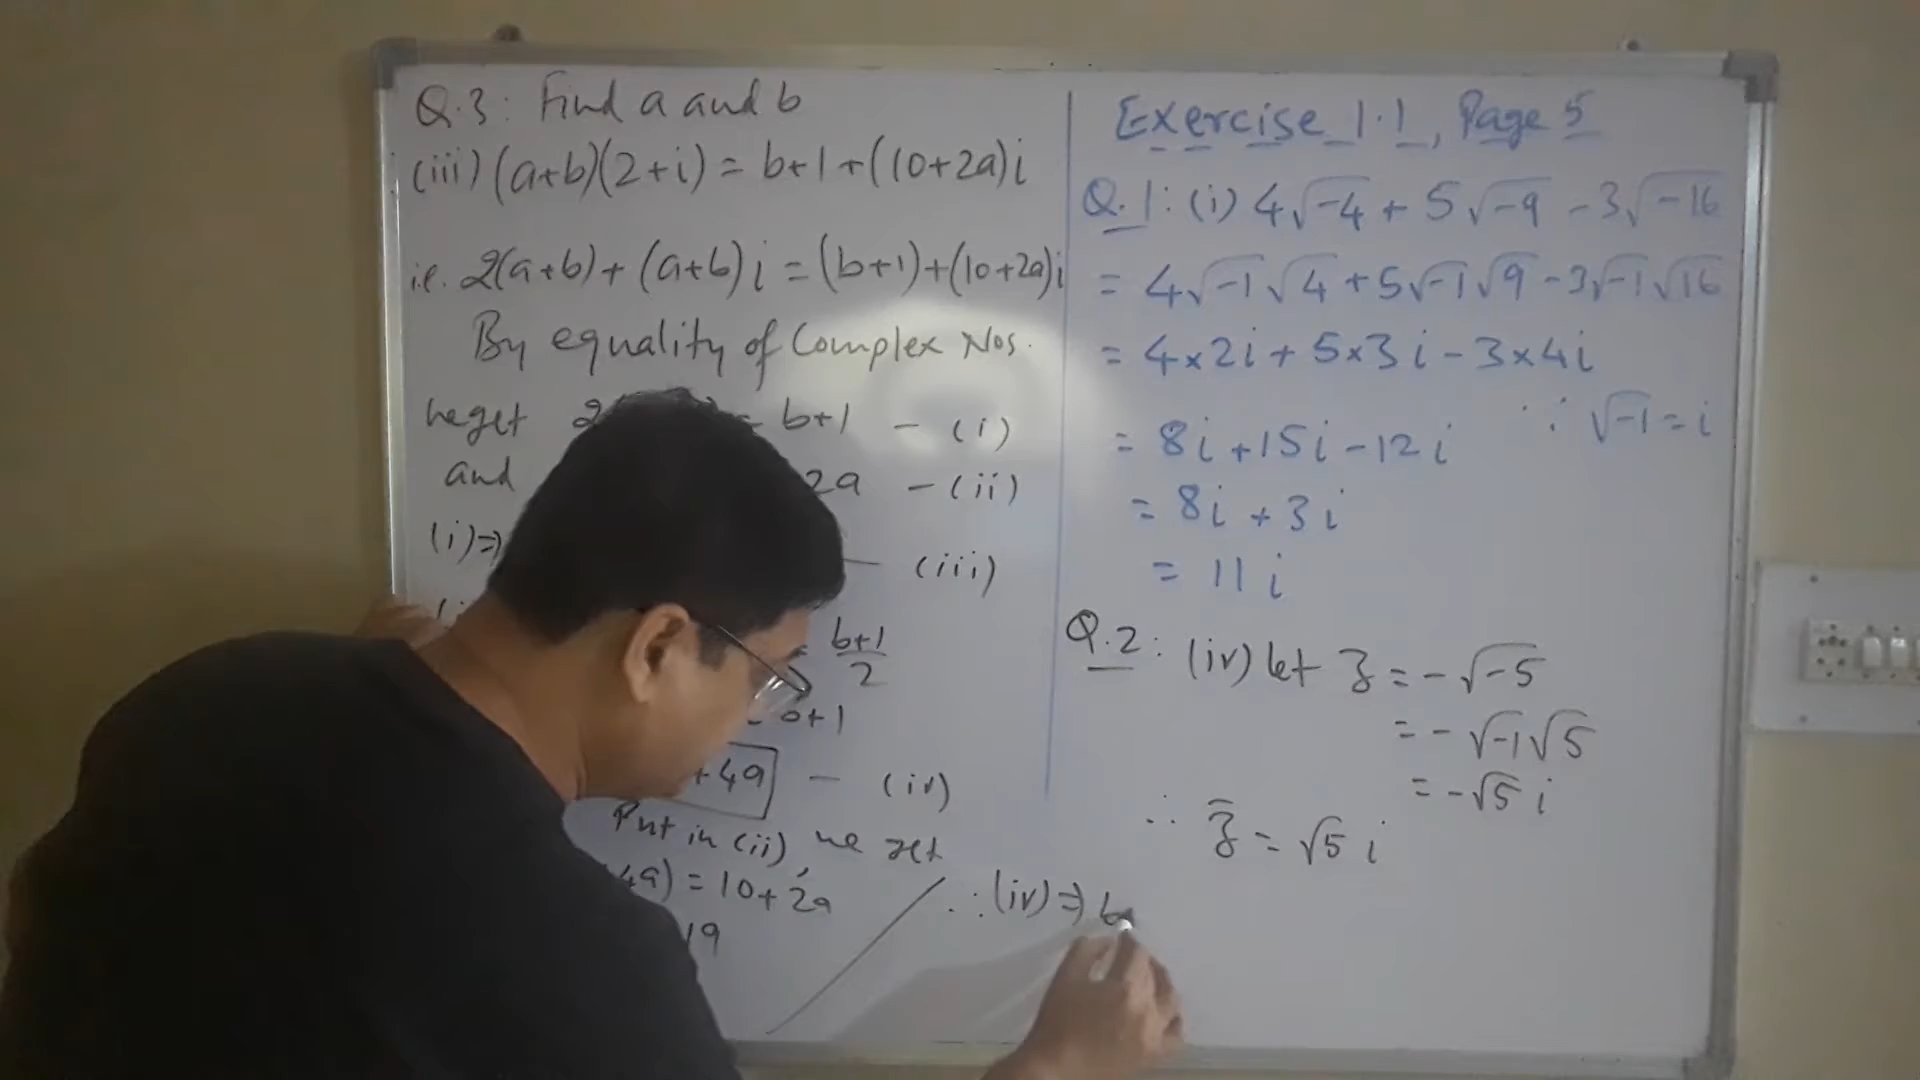 Q.3: Find a and b
(iii) (a+b)(2+i) = b+1+(10+2a)i
i.e. 2(a+b)+(a+b)i = (b+1)+(10+2a)i
By equality of Complex Nos.
we get 2 = b+1 - (i)
and 2a - (ii)
(i)⇒ - (iii)
b+1/2
+1
+4a - (iv)
Put in (ii), we get
4a) = 10+2a
19
∴ (iv) ⇒ b
Exercise 1.1, Page 5
Q.1: (i) 4√-4 + 5√-9 - 3√-16
= 4√-1√4 + 5√-1√9 - 3√-1√16
= 4×2i + 5×3i - 3×4i
∵ √-1 = i
= 8i+15i-12i
= 8i + 3i
= 11i
Q.2: (iv) let z = -√-5
= -√-1√5
= -√5 i
∴ z̄ = √5 i